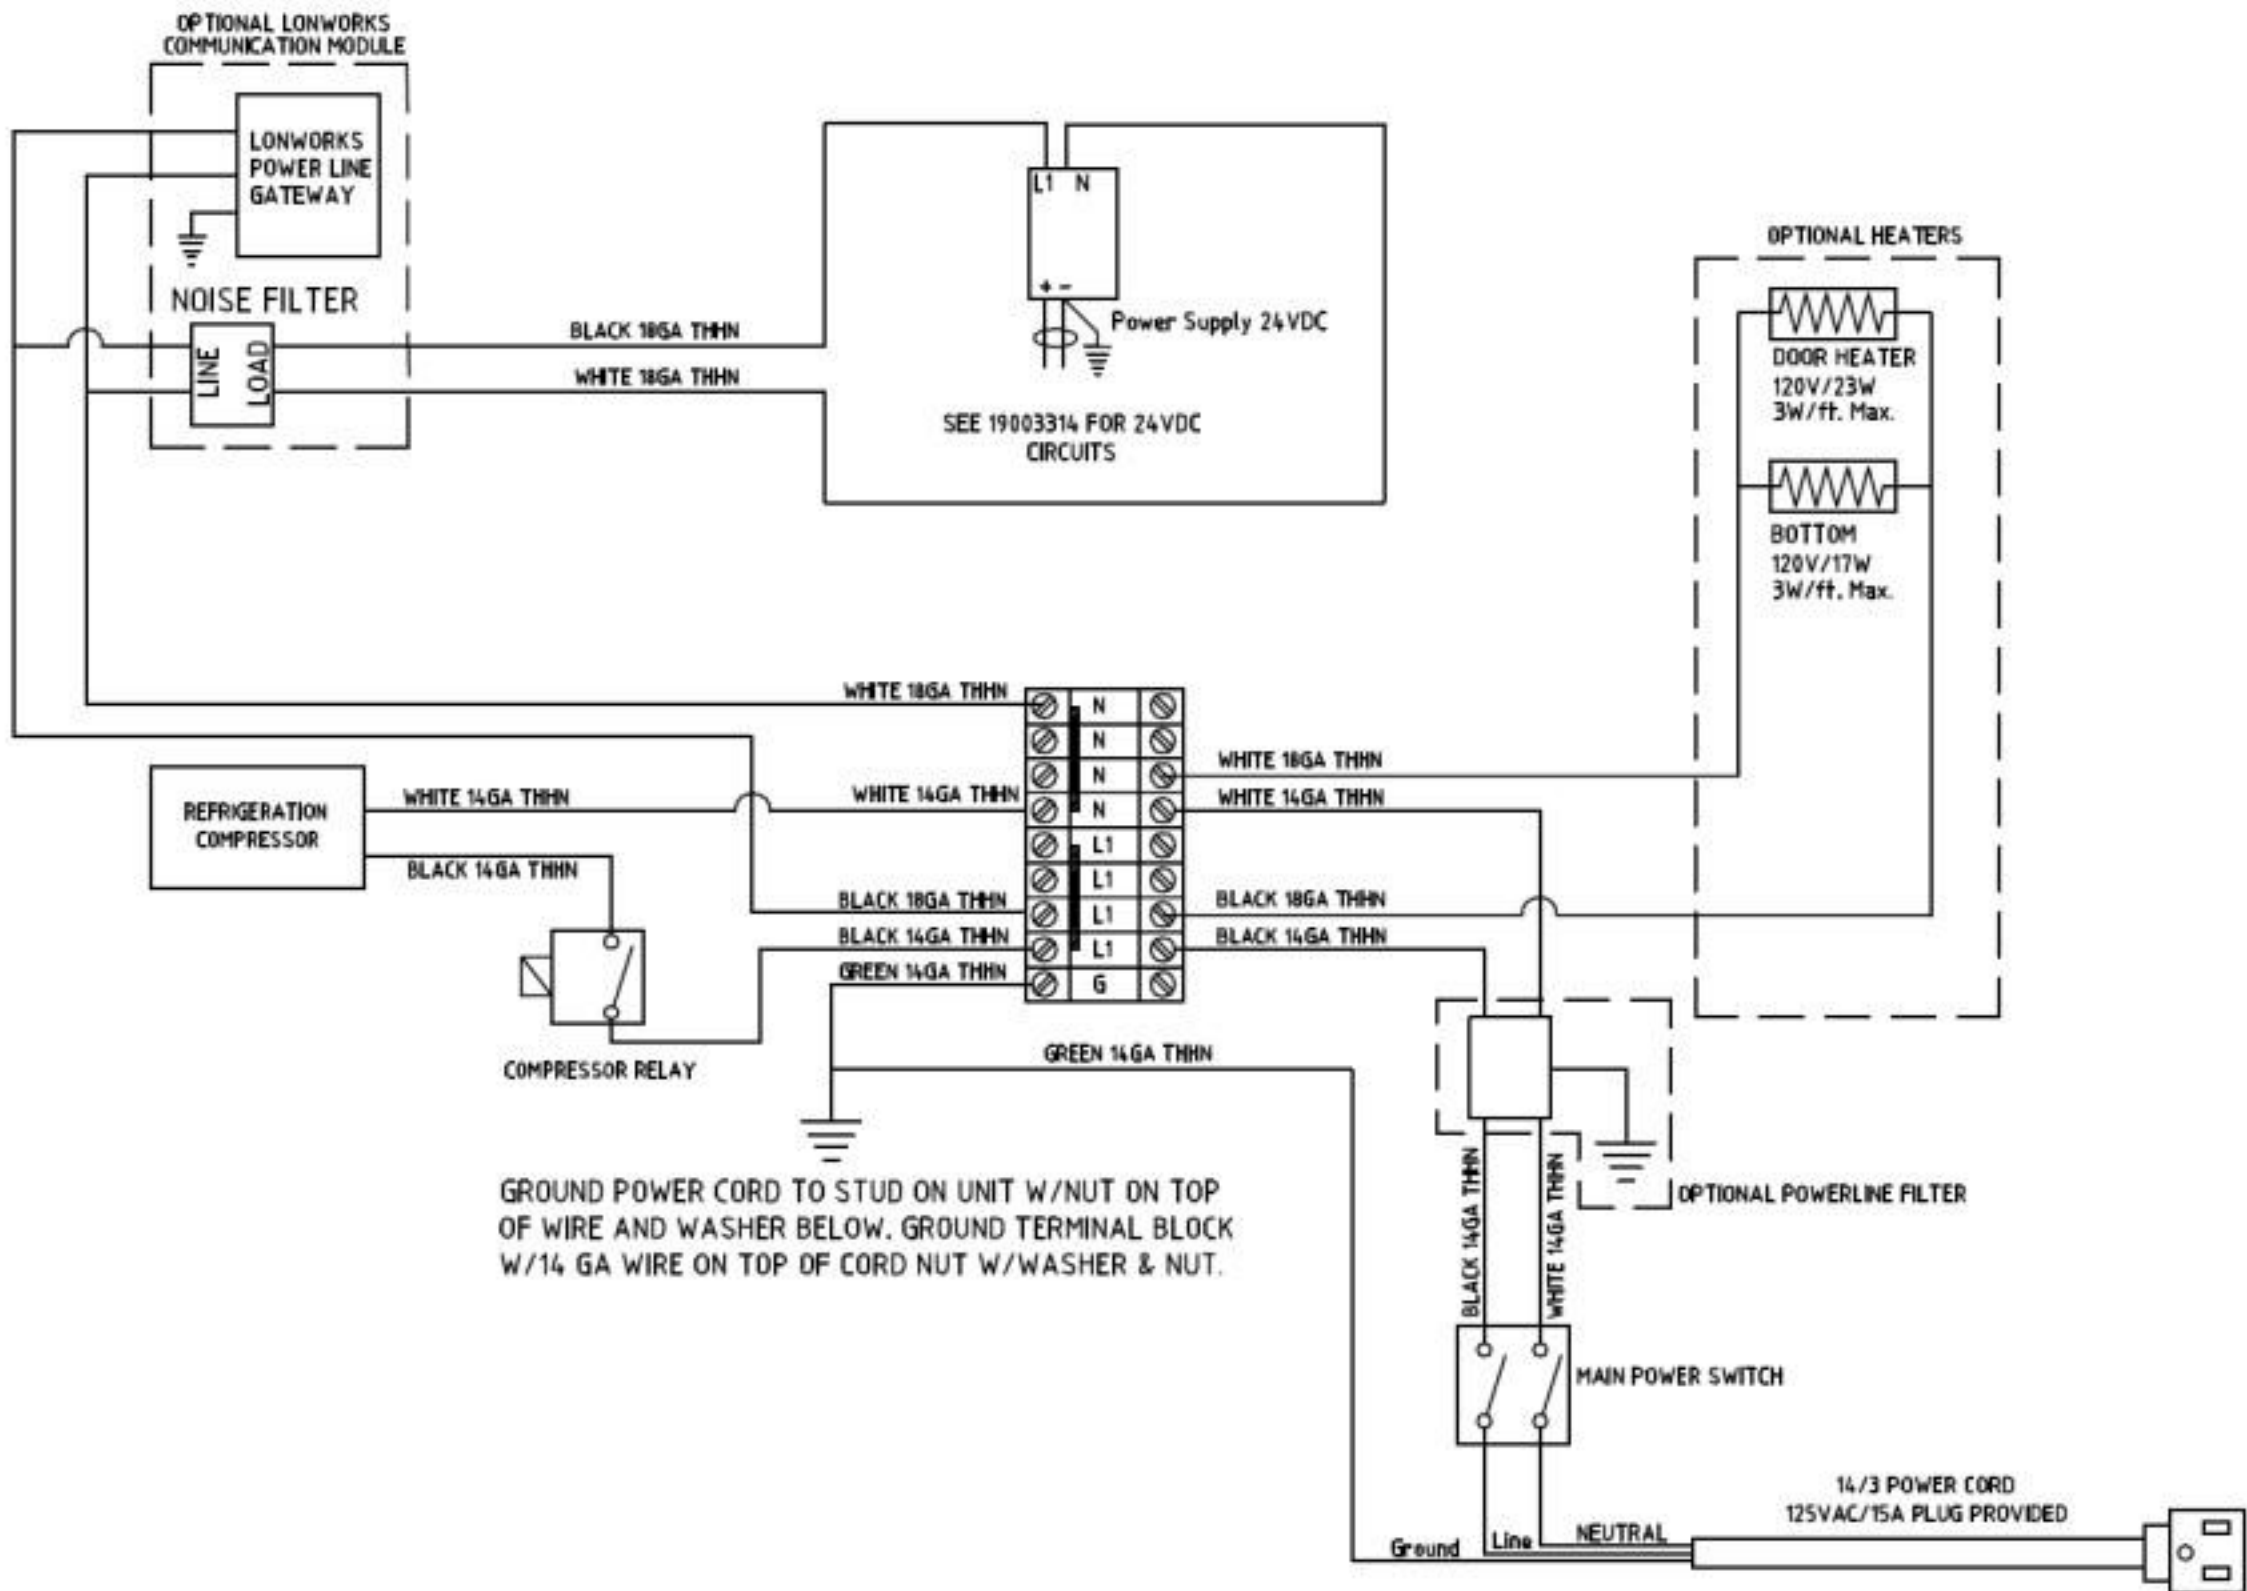 OPTIONAL LONWORKS
COMMUNICATION MODULE
LONWORKS
POWER LINE
GATEWAY
NOISE FILTER
LINE
LOAD
BLACK 18GA THHN
WHITE 18GA THHN
L1 N
+ -
Power Supply 24VDC
SEE 19003314 FOR 24VDC
CIRCUITS
OPTIONAL HEATERS
DOOR HEATER
120V/23W
3W/ft. Max.
BOTTOM
120V/17W
3W/ft. Max.
WHITE 18GA THHN
N
N
N
N
L1
L1
L1
L1
G
WHITE 18GA THHN
WHITE 14GA THHN
WHITE 14GA THHN
WHITE 14GA THHN
REFRIGERATION
COMPRESSOR
BLACK 14GA THHN
BLACK 18GA THHN
BLACK 14GA THHN
GREEN 14GA THHN
BLACK 18GA THHN
BLACK 14GA THHN
COMPRESSOR RELAY
GREEN 14GA THHN
GROUND POWER CORD TO STUD ON UNIT W/NUT ON TOP
OF WIRE AND WASHER BELOW. GROUND TERMINAL BLOCK
W/14 GA WIRE ON TOP OF CORD NUT W/WASHER & NUT.
BLACK 14GA THHN
WHITE 14GA THHN
OPTIONAL POWERLINE FILTER
MAIN POWER SWITCH
14/3 POWER CORD
125VAC/15A PLUG PROVIDED
Ground
Line
NEUTRAL